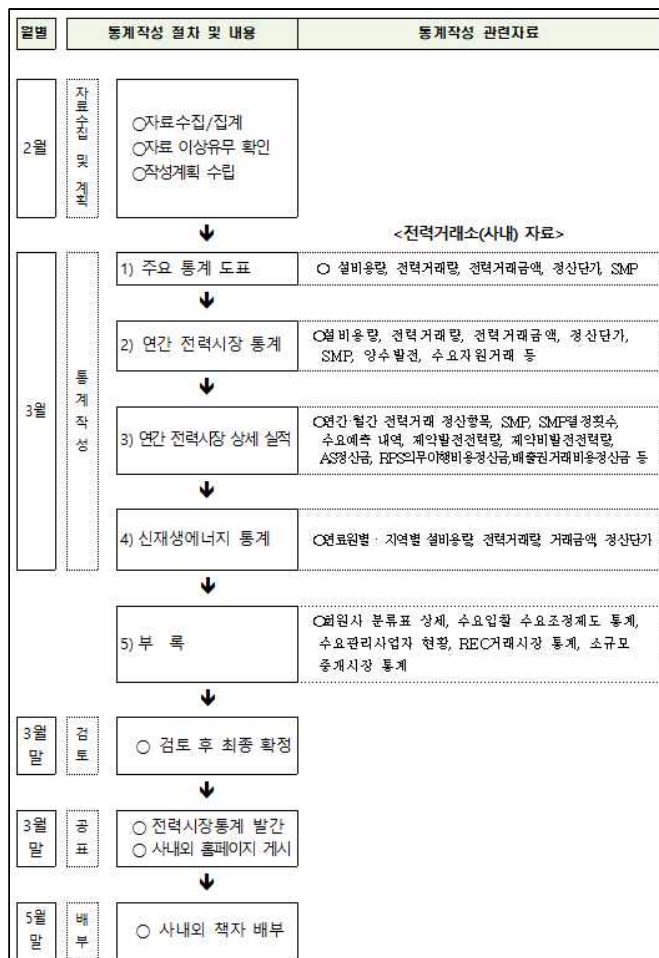 월별 통계작성 절차 및 내용 통계작성 관련자료
2월
자료수집 및 계획
○자료수집/집계
○자료 이상유무 확인
○작성계획 수립
<전력거래소(사내) 자료>
3월
통계작성
1) 주요 통계 도표
○ 설비용량, 전력거래량, 전력거래금액, 정산단가, SMP
2) 연간 전력시장 통계
○설비용량, 전력거래량, 전력거래금액, 정산단가,
SMP, 양수발전, 수요자원거래 등
3) 연간 전력시장 상세 실적
○연간·월간 전력거래 정산항목, SMP, SMP결정횟수,
수요예측 내역, 제약발전전력량, 제약비발전전력량,
AS정산금, RPS의무이행비용정산금,배출권거래비용정산금 등
4) 신재생에너지 통계
○연료원별·지역별 설비용량, 전력거래량, 거래금액, 정산단가
5) 부 록
○회원사 분류표 상세, 수요입찰 수요조정제도 통계,
수요관리사업자 현황, REC거래시장 통계, 소규모
중개시장 통계
3월말
검토
○ 검토 후 최종 확정
3월말
공표
○ 전력시장통계 발간
○ 사내외 홈페이지 게시
5월말
배부
○ 사내외 책자 배부